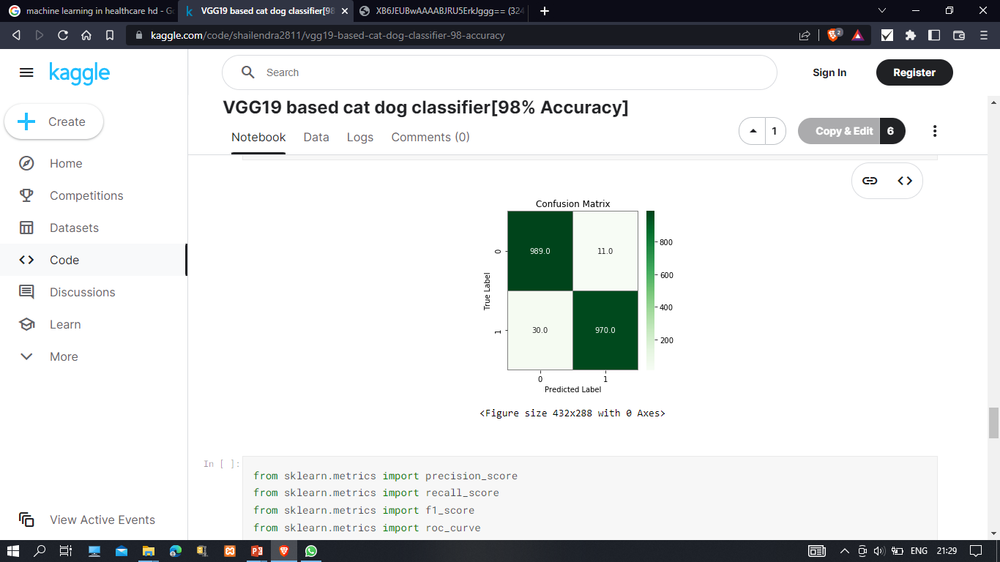 machine learning in healthcare hd - Go
VGG19 based cat dog classifier[98
XB6JEUBwAAAABJRU5ErkJggg== (324
kaggle.com/code/shailendra2811/vgg19-based-cat-dog-classifier-98-accuracy
2
kaggle
Search
Sign In
Register
VGG19 based cat dog classifier[98% Accuracy]
Notebook
Data
Logs
Comments (0)
1
Copy & Edit
6
Create
Home
Competitions
Datasets
Code
Discussions
Learn
More
View Active Events
Confusion Matrix
True Label
0
1
989.0
11.0
30.0
970.0
0
1
Predicted Label
800
600
400
200
<Figure size 432x288 with 0 Axes>
In [ ]:
from sklearn.metrics import precision_score
from sklearn.metrics import recall_score
from sklearn.metrics import f1_score
from sklearn.metrics import roc_curve
ENG
21:29